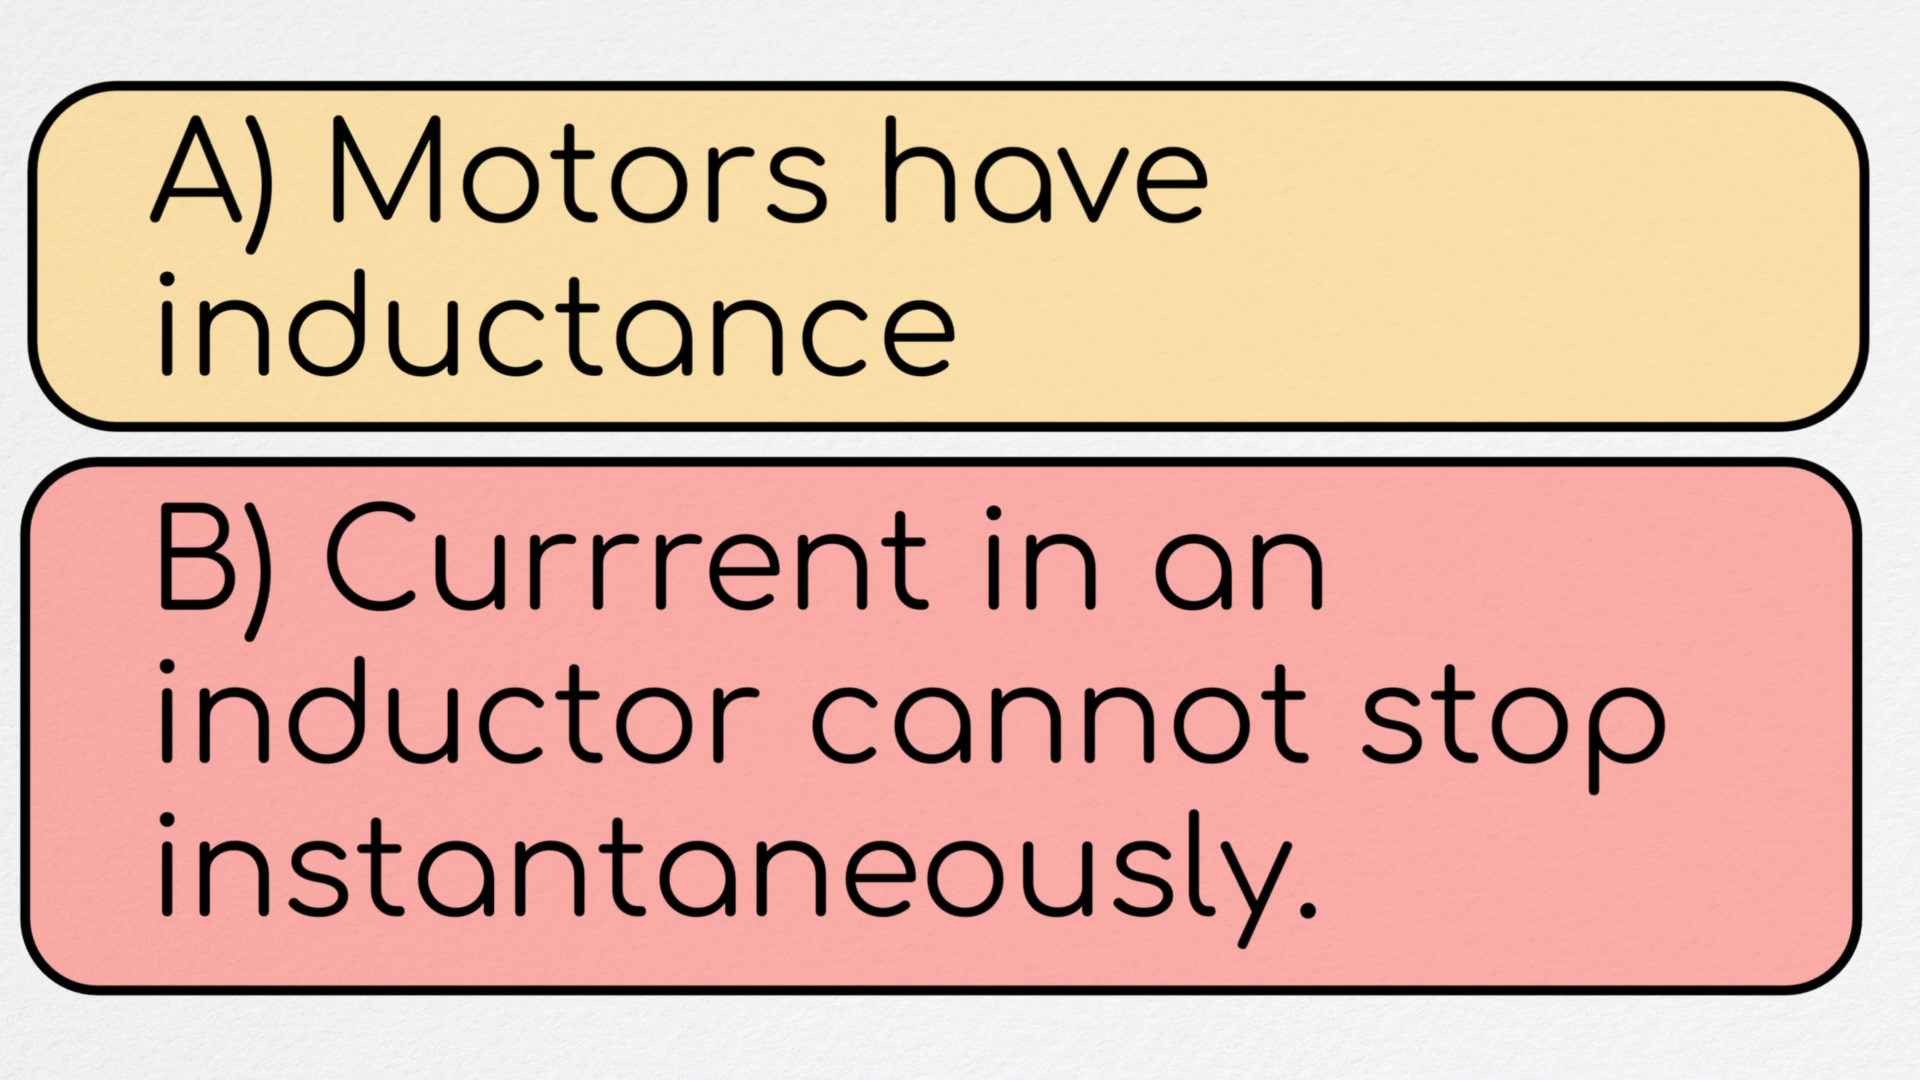 A) Motors have
inductance
B) Currrent in an
inductor cannot stop
instantaneously.